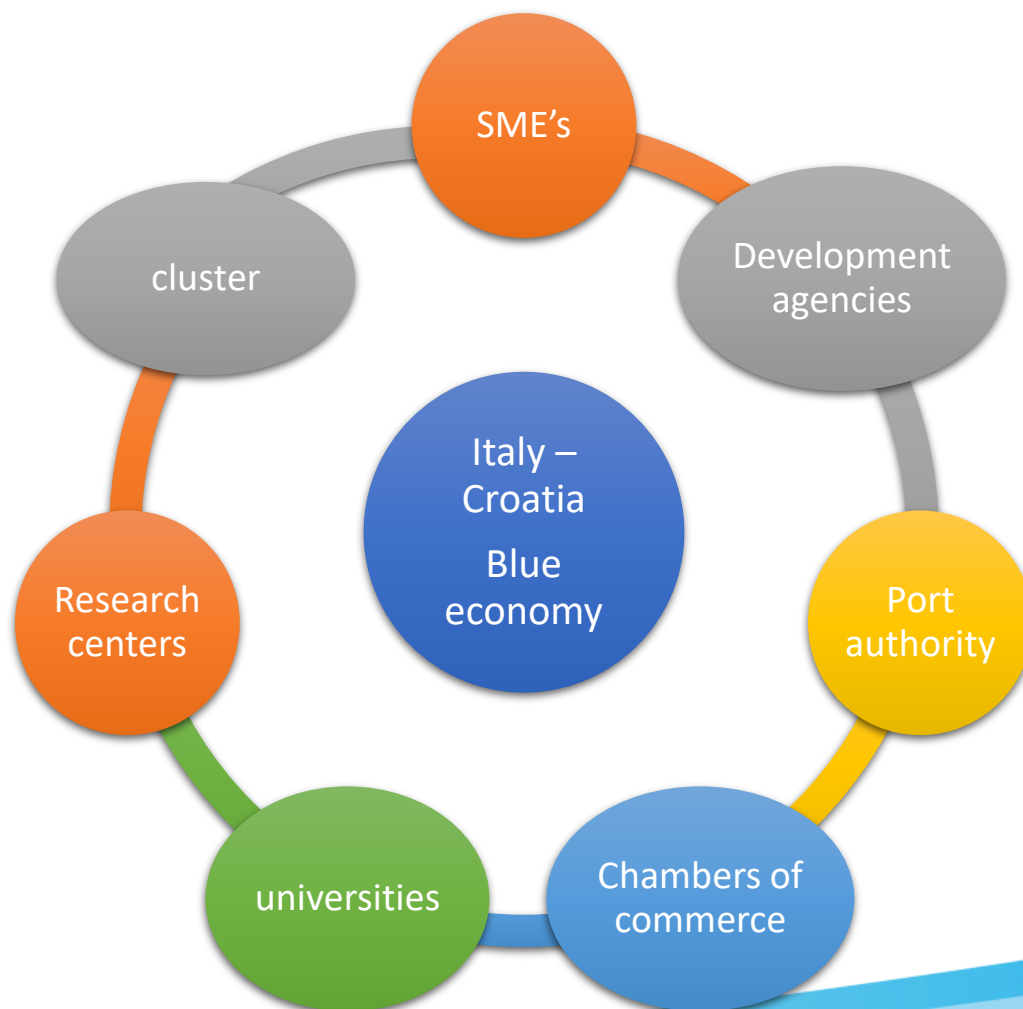 SME’s
Development
agencies
Port
authority
Chambers of
commerce
universities
Research
centers
cluster
Italy –
Croatia
Blue
economy